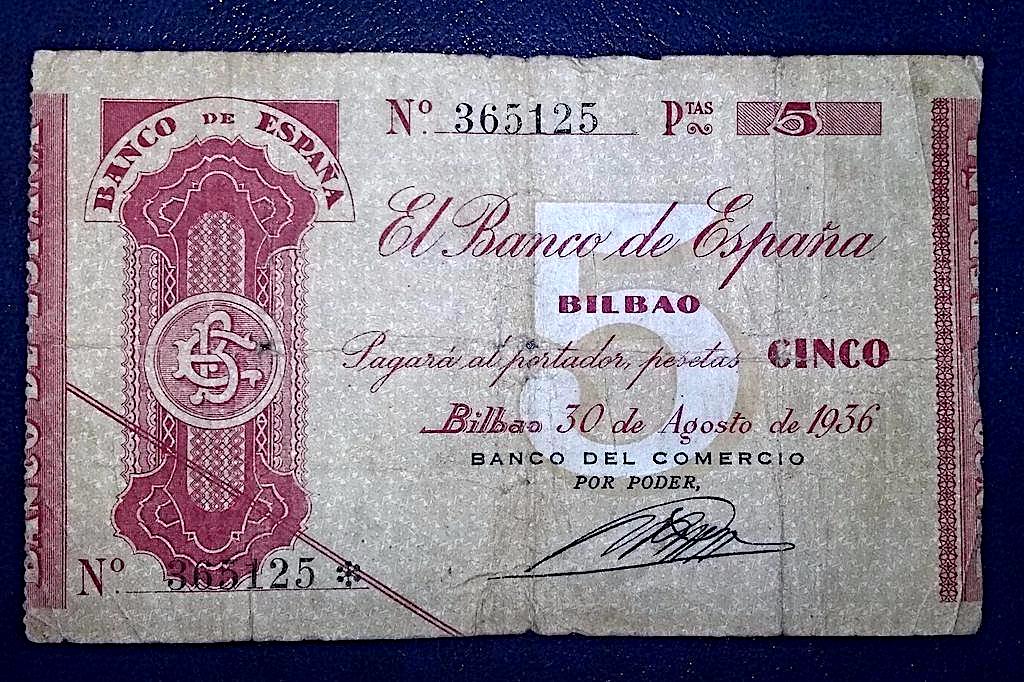 BANCO DE ESPAÑA
Nº. 365125 PTAS 5
El Banco de España
5
BILBAO
Pagará al portador, pesetas CINCO
Bilbao 30 de Agosto de 1936
BANCO DEL COMERCIO
POR PODER,
Nº 365125 *